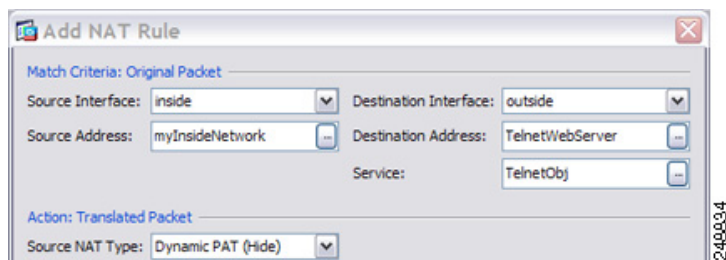 Add NAT Rule
Match Criteria: Original Packet
Source Interface: inside Destination Interface: outside
Source Address: myInsideNetwork ... Destination Address: TelnetWebServer ...
Service: TelnetObj ...
Action: Translated Packet
Source NAT Type: Dynamic PAT (Hide)
248834